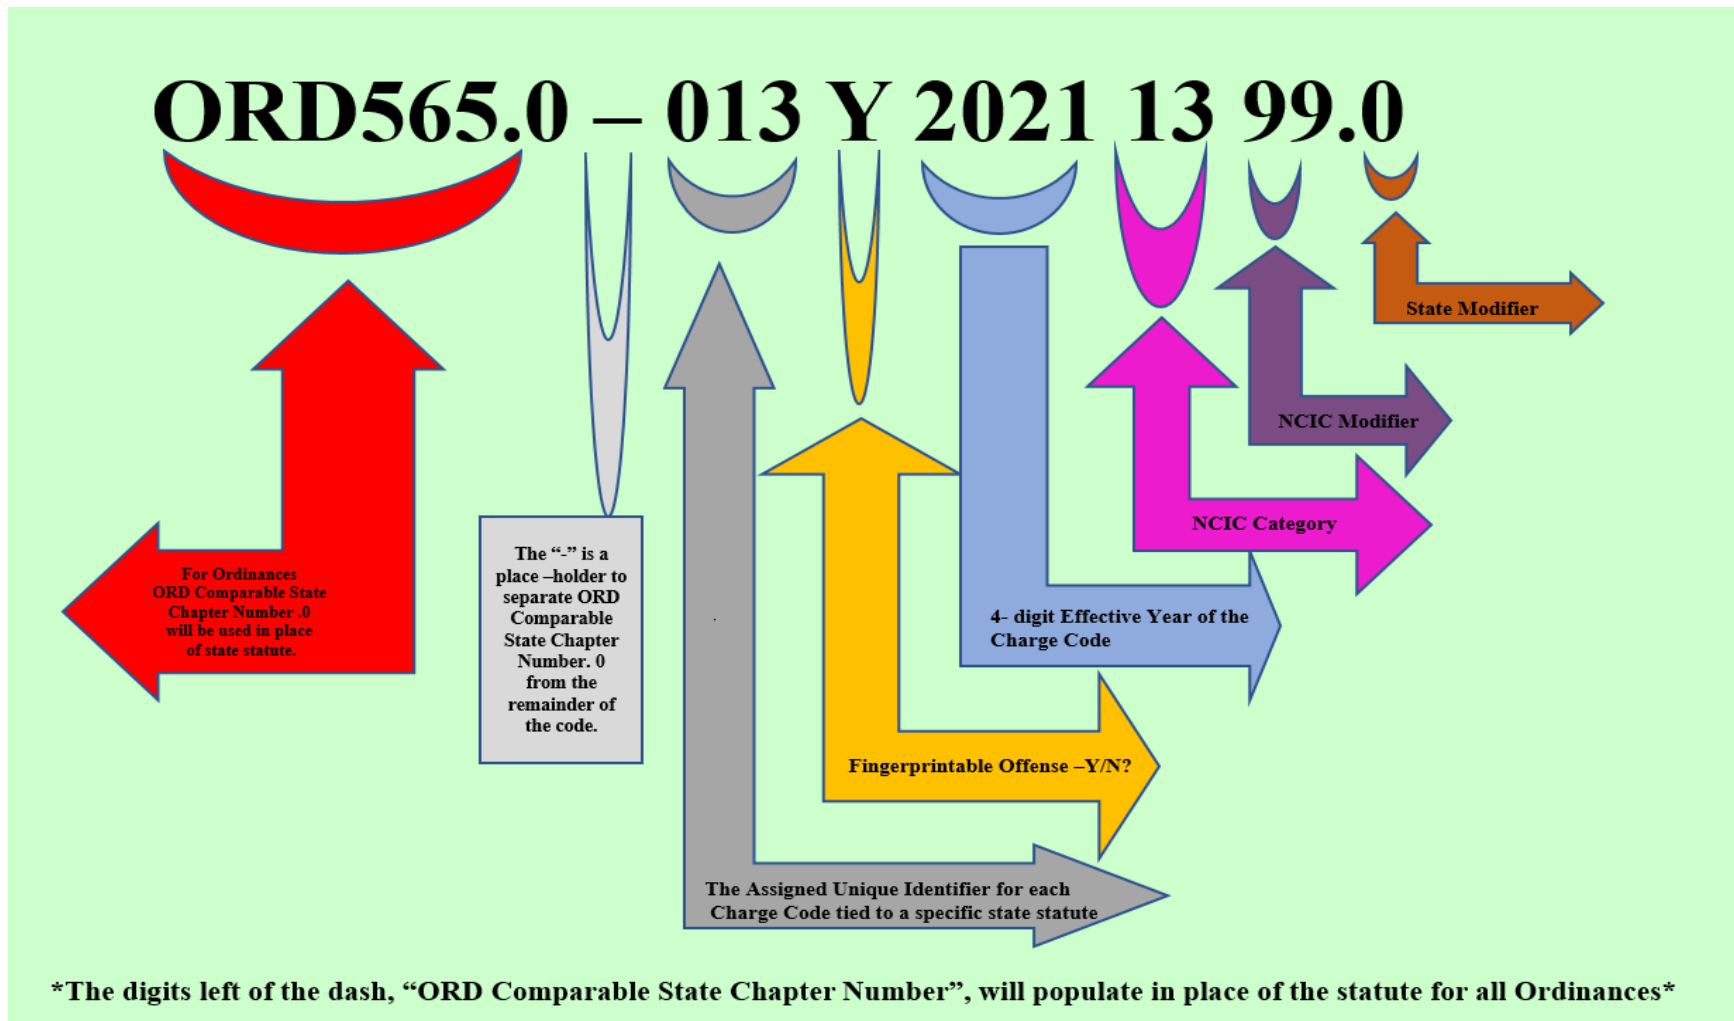 ORD565.0 – 013 Y 2021 13 99.0
State Modifier
NCIC Modifier
NCIC Category
For Ordinances
ORD Comparable State
Chapter Number .0
will be used in place
of state statute.
The “-” is a
place –holder to
separate ORD
Comparable
State Chapter
Number. 0
from the
remainder of
the code.
4- digit Effective Year of the
Charge Code
Fingerprintable Offense –Y/N?
The Assigned Unique Identifier for each
Charge Code tied to a specific state statute
*The digits left of the dash, “ORD Comparable State Chapter Number”, will populate in place of the statute for all Ordinances*